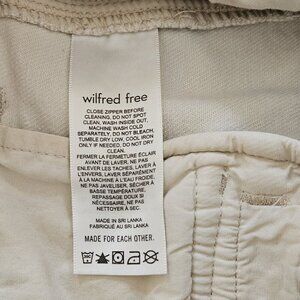 wilfred free
CLOSE ZIPPER BEFORE
CLEANING, DO NOT SPOT
CLEAN, WASH INSIDE OUT,
MACHINE WASH COLD
SEPARATELY, DO NOT BLEACH,
TUMBLE DRY LOW, COOL IRON
ONLY IF NEEDED, DO NOT DRY
CLEAN.
FERMER LA FERMETURE ÉCLAIR
AVANT LE LAVAGE, NE PAS
ENLEVER LES TACHES, LAVER À
L'ENVERS, LAVER SÉPARÉMENT
À LA MACHINE À L'EAU FROIDE,
NE PAS JAVELISER, SÉCHER À
BASSE TEMPÉRATURE,
REPASSAGE DOUX SI
NÉCESSAIRE, NE PAS
NETTOYER À SEC.
MADE IN SRI LANKA
FABRIQUÉ AU SRI LANKA
MADE FOR EACH OTHER.